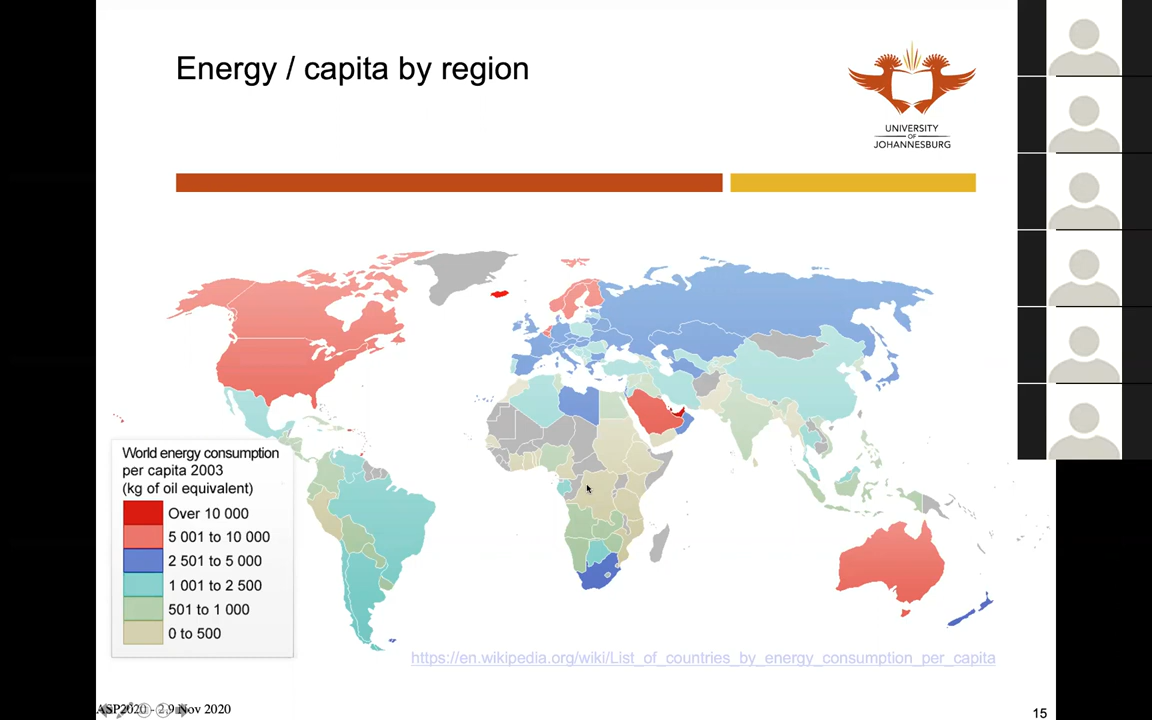 Energy / capita by region
UNIVERSITY
OF
JOHANNESBURG
World energy consumption
per capita 2003
(kg of oil equivalent)
Over 10 000
5 001 to 10 000
2 501 to 5 000
1 001 to 2 500
501 to 1 000
0 to 500
https://en.wikipedia.org/wiki/List_of_countries_by_energy_consumption_per_capita
ASP2020 - 2.9 Nov 2020
15